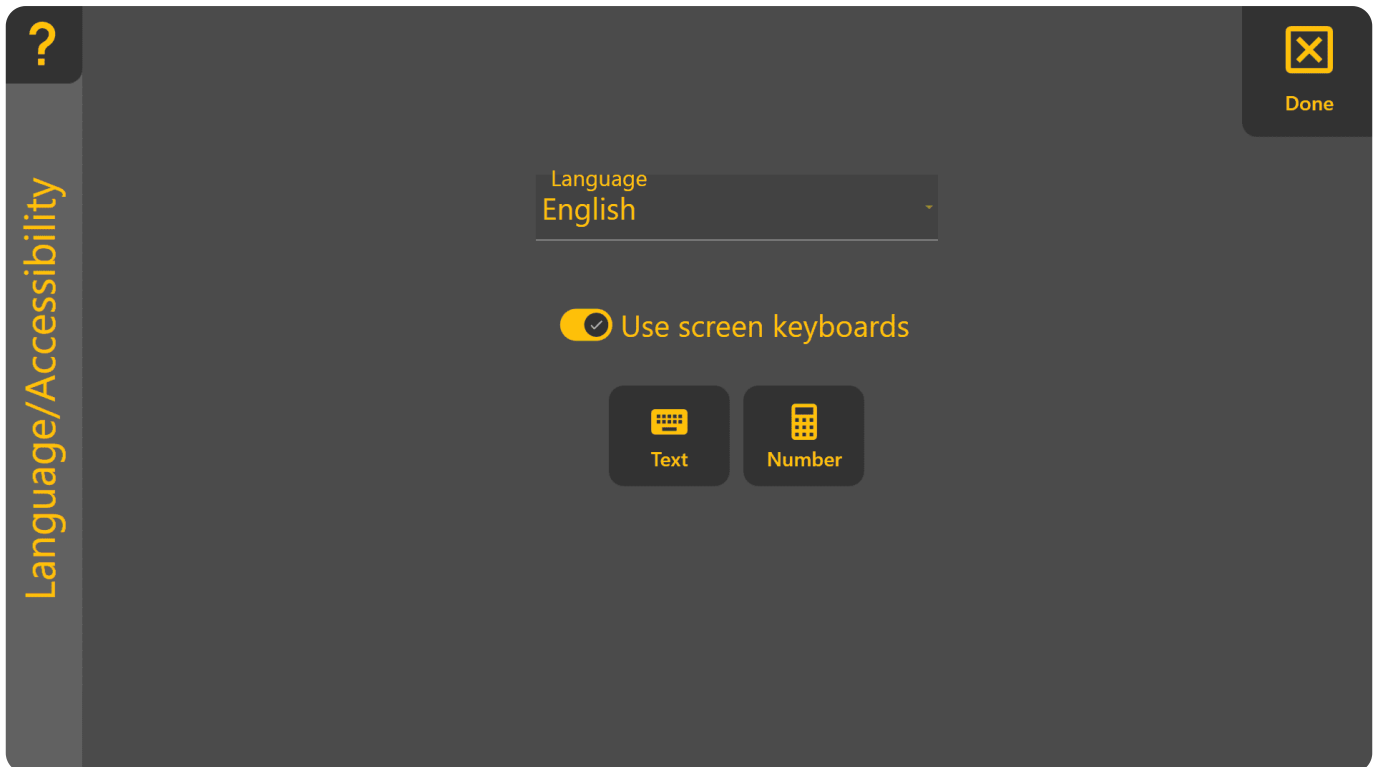 ?
Done
Language/Accessibility
Language
English
Use screen keyboards
Text
Number